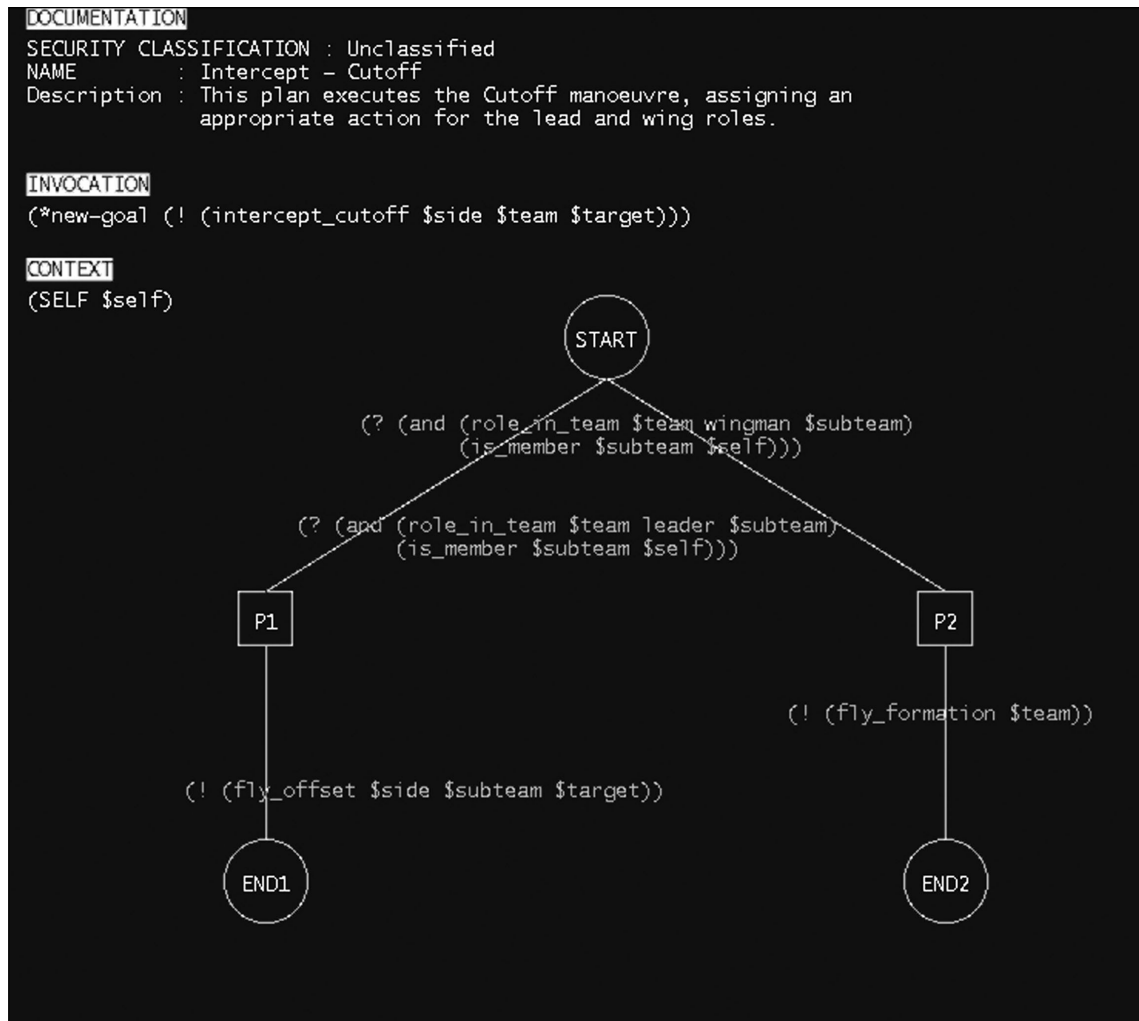 DOCUMENTATION
SECURITY CLASSIFICATION : Unclassified
NAME : Intercept – Cutoff
Description : This plan executes the Cutoff manoeuvre, assigning an
appropriate action for the lead and wing roles.
INVOCATION
(*new-goal (! (intercept_cutoff $side $team $target)))
CONTEXT
(SELF $self)
START
(? (and (role_in_team $team wingman $subteam)
(is_member $subteam $self)))
(? (and (role_in_team $team leader $subteam)
(is_member $subteam $self)))
P1
P2
(! (fly_formation $team))
(! (fly_offset $side $subteam $target))
END1
END2